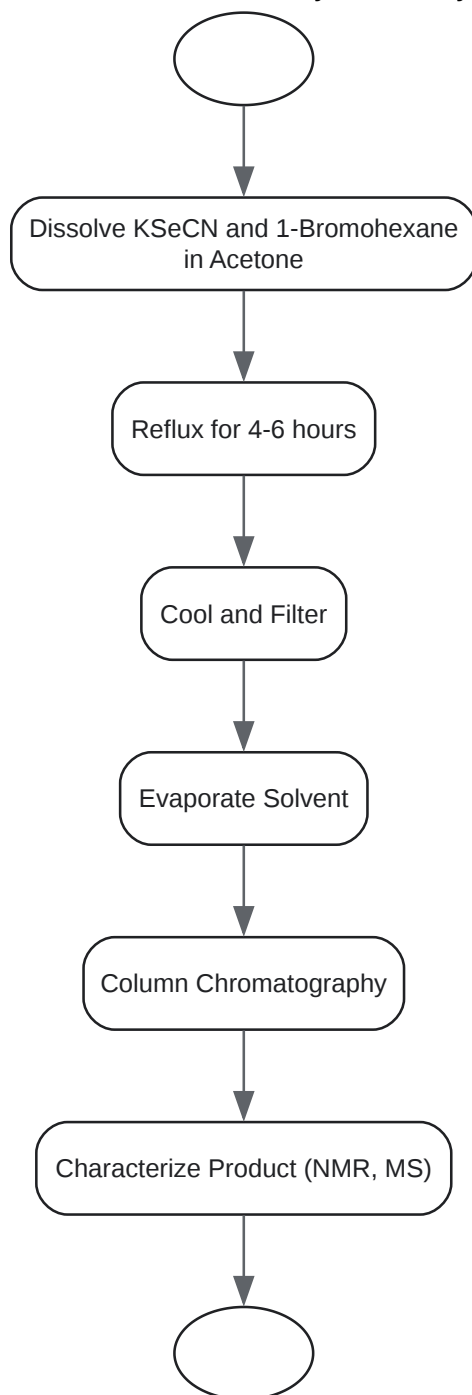 Dissolve KSeCN and 1-Bromohexane
in Acetone
Reflux for 4-6 hours
Cool and Filter
Evaporate Solvent
Column Chromatography
Characterize Product (NMR, MS)